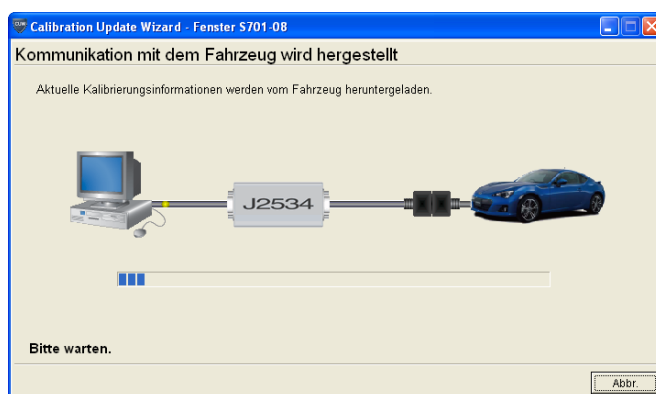 Calibration Update Wizard - Fenster S701-08
Kommunikation mit dem Fahrzeug wird hergestellt
Aktuelle Kalibrierungsinformationen werden vom Fahrzeug heruntergeladen.
J2534
Bitte warten.
Abbr.